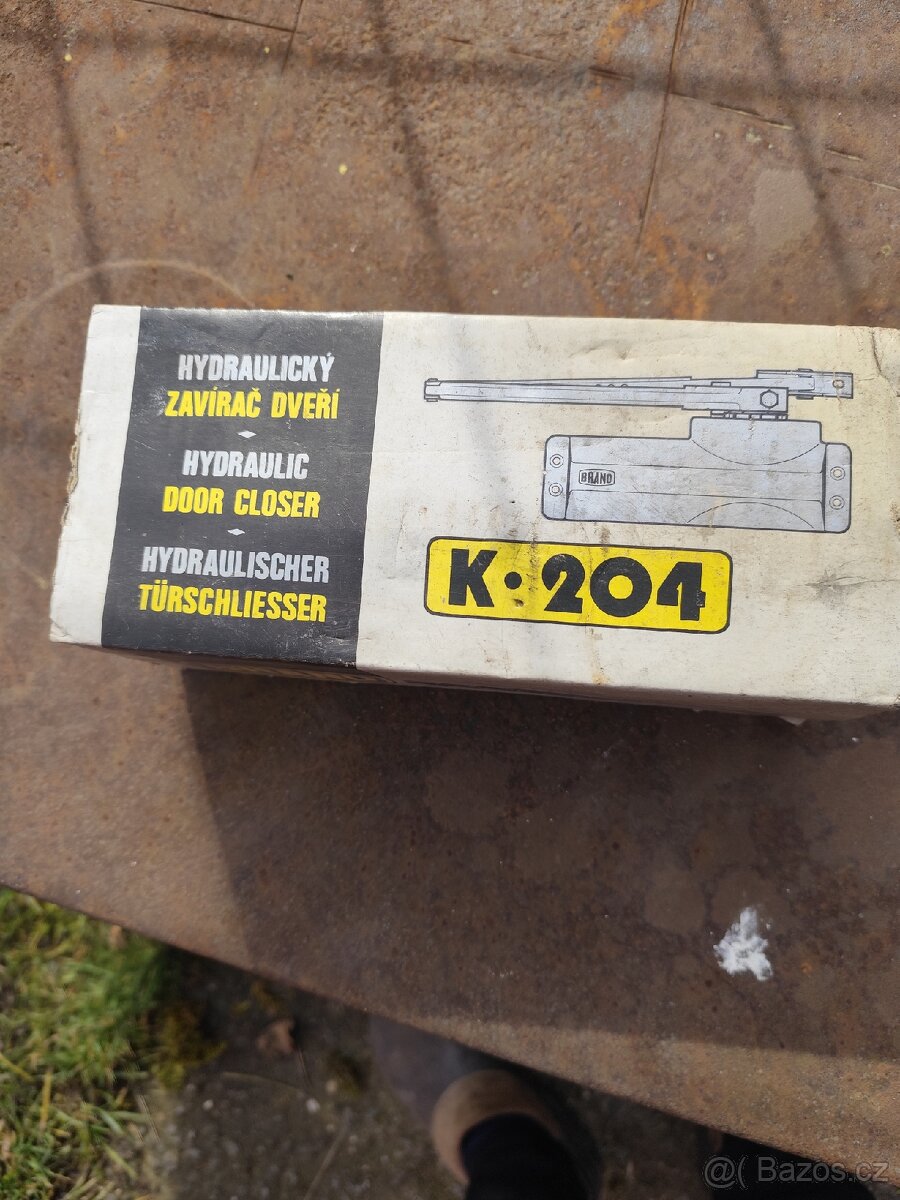 HYDRAULICKÝ
ZAVÍRAČ DVEŘÍ
HYDRAULIC
DOOR CLOSER
HYDRAULISCHER
TÜRSCHLIESSER
BRANO
K·204
@( Bazos.cz